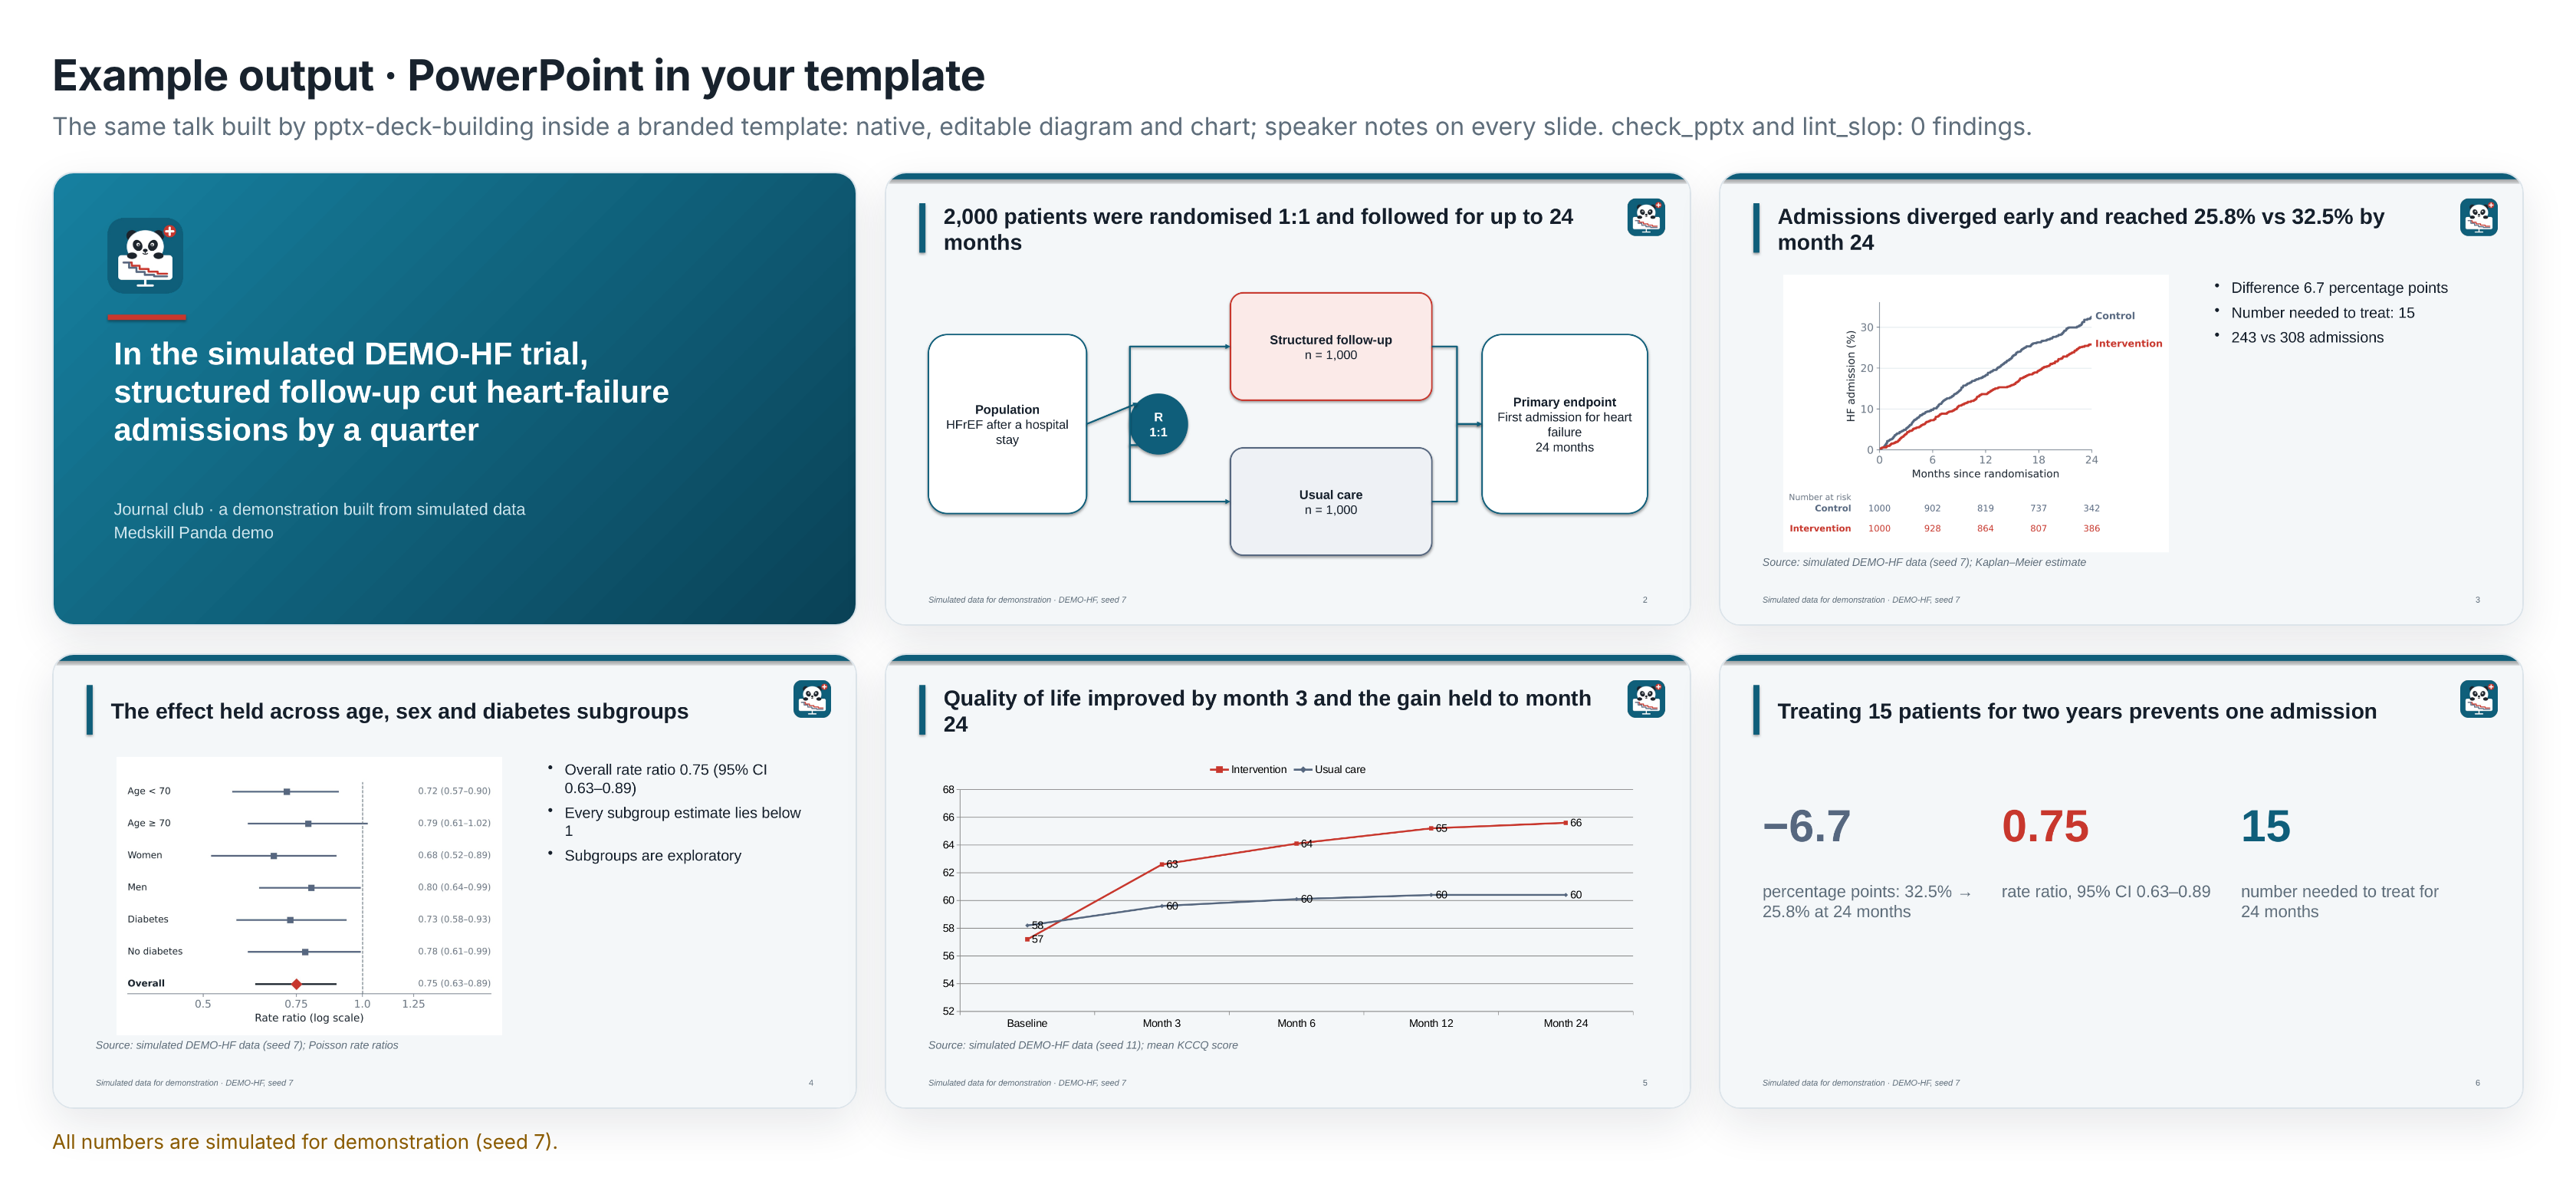 Example output · PowerPoint in your template
The same talk built by pptx-deck-building inside a branded template: native, editable diagram and chart; speaker notes on every slide. check_pptx and lint_slop: 0 findings.
In the simulated DEMO-HF trial,
structured follow-up cut heart-failure
admissions by a quarter
Journal club · a demonstration built from simulated data
Medskill Panda demo
2,000 patients were randomised 1:1 and followed for up to 24
months
Population
HFrEF after a hospital
stay
R
1:1
Structured follow-up
n = 1,000
Usual care
n = 1,000
Primary endpoint
First admission for heart
failure
24 months
Simulated data for demonstration · DEMO-HF, seed 7
2
Admissions diverged early and reached 25.8% vs 32.5% by
month 24
HF admission (%)
30
20
10
0
Control
Intervention
0 6 12 18 24
Months since randomisation
Number at risk
Control 1000 902 819 737 342
Intervention 1000 928 864 807 386
• Difference 6.7 percentage points
• Number needed to treat: 15
• 243 vs 308 admissions
Source: simulated DEMO-HF data (seed 7); Kaplan–Meier estimate
Simulated data for demonstration · DEMO-HF, seed 7
3
The effect held across age, sex and diabetes subgroups
Age < 70 0.72 (0.57–0.90)
Age ≥ 70 0.79 (0.61–1.02)
Women 0.68 (0.52–0.89)
Men 0.80 (0.64–0.99)
Diabetes 0.73 (0.58–0.93)
No diabetes 0.78 (0.61–0.99)
Overall 0.75 (0.63–0.89)
0.5 0.75 1.0 1.25
Rate ratio (log scale)
• Overall rate ratio 0.75 (95% CI
0.63–0.89)
• Every subgroup estimate lies below
1
• Subgroups are exploratory
Source: simulated DEMO-HF data (seed 7); Poisson rate ratios
Simulated data for demonstration · DEMO-HF, seed 7
4
Quality of life improved by month 3 and the gain held to month
24
Intervention Usual care
68
66
64
62
60
58
56
54
52
57 63 64 65 66
58 60 60 60 60
Baseline Month 3 Month 6 Month 12 Month 24
Source: simulated DEMO-HF data (seed 11); mean KCCQ score
Simulated data for demonstration · DEMO-HF, seed 7
5
Treating 15 patients for two years prevents one admission
−6.7
percentage points: 32.5% →
25.8% at 24 months
0.75
rate ratio, 95% CI 0.63–0.89
15
number needed to treat for
24 months
Simulated data for demonstration · DEMO-HF, seed 7
6
All numbers are simulated for demonstration (seed 7).